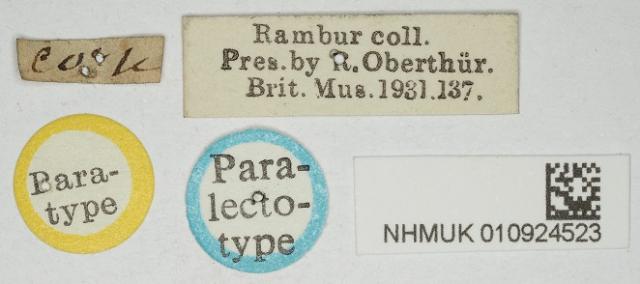 Rambur coll.
Pres. by R. Oberthür.
Brit. Mus. 1931.137.
Para-
type
Para-
lecto-
type
NHMUK 010924523